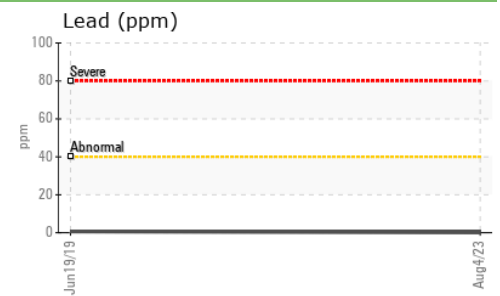 Lead (ppm)
100
Severe
80
60
ppm
Abnormal
40
20
0
Jun19/19
Aug4/23